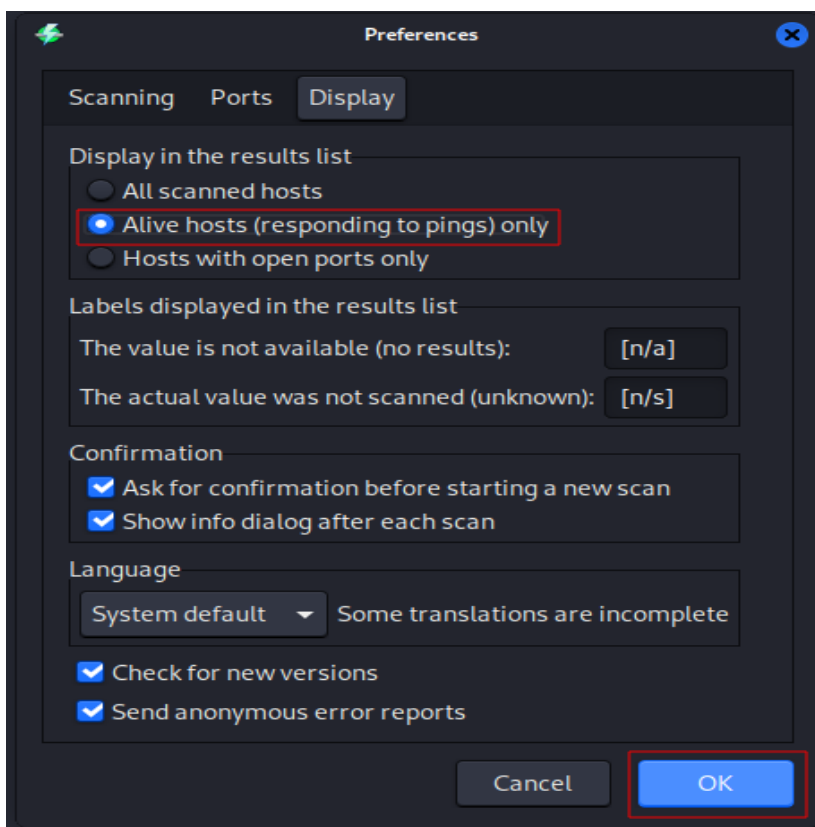 Preferences
Scanning Ports Display
Display in the results list
All scanned hosts
Alive hosts (responding to pings) only
Hosts with open ports only
Labels displayed in the results list
The value is not available (no results): [n/a]
The actual value was not scanned (unknown): [n/s]
Confirmation
Ask for confirmation before starting a new scan
Show info dialog after each scan
Language
System default Some translations are incomplete
Check for new versions
Send anonymous error reports
Cancel OK